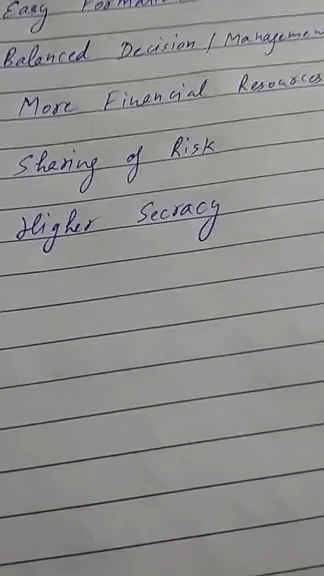 Easy
Balanced Decision / Managemen
More Financial Resources
Sharing of Risk
Higher Secracy